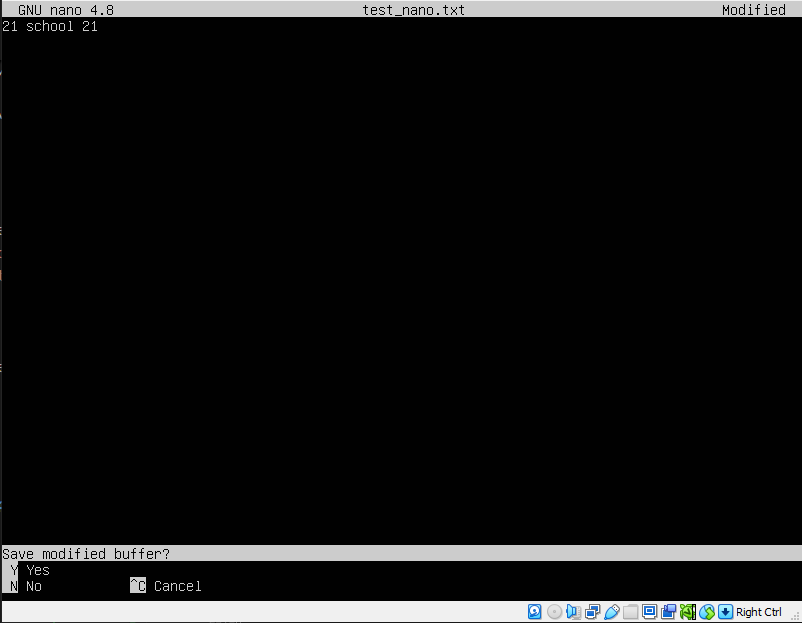 GNU nano 4.8 test_nano.txt Modified
21 school 21
Save modified buffer?
Y Yes
N No ^C Cancel
Right Ctrl